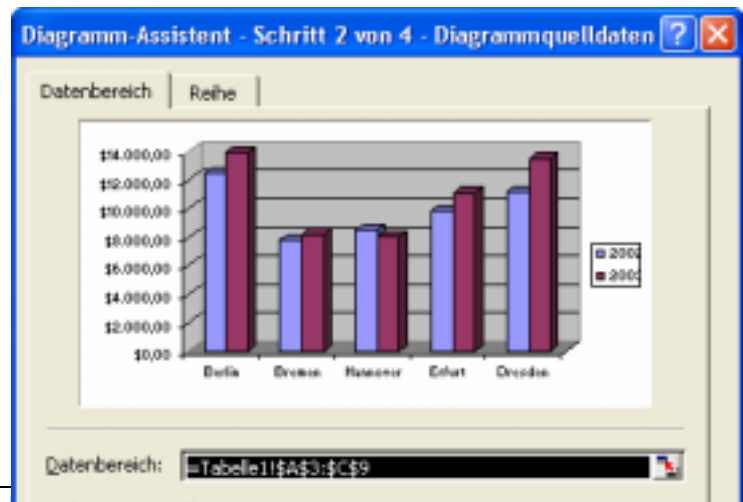 Diagramm-Assistent - Schritt 2 von 4 - Diagrammquelldaten
Datenbereich Reihe
$14.000,00
$12.000,00
$10.000,00
$8.000,00
$6.000,00
$4.000,00
$2.000,00
$0,00
Berlin Bremen Hannover Erfurt Dresden
2002
Datenbereich: =Tabelle1!$A$3:$C$9